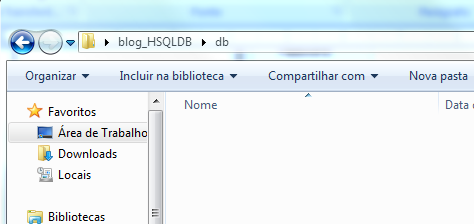 blog_HSQLDB db
Organizar Incluir na biblioteca Compartilhar com Nova pasta
Favoritos
Área de Trabalho
Downloads
Locais
Bibliotecas
Nome Data